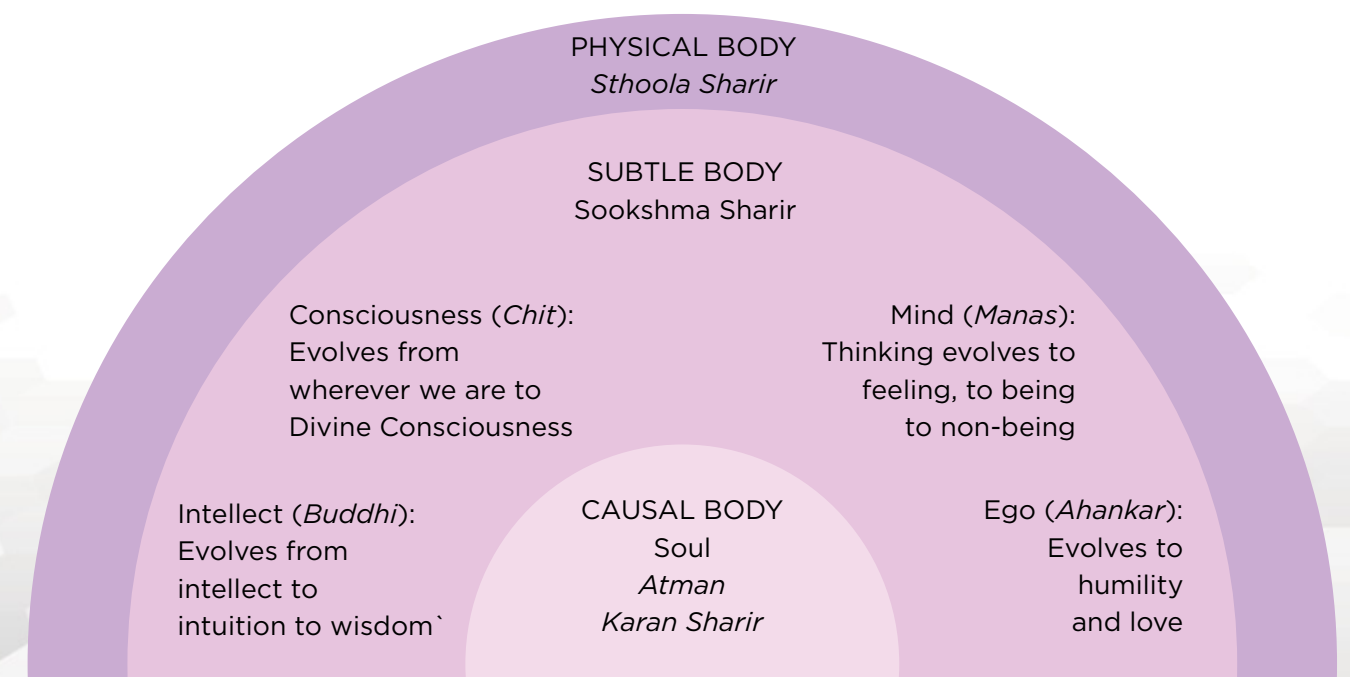 PHYSICAL BODY
Sthoola Sharir
SUBTLE BODY
Sookshma Sharir
Consciousness (Chit):
Evolves from
wherever we are to
Divine Consciousness
Mind (Manas):
Thinking evolves to
feeling, to being
to non-being
Intellect (Buddhi):
Evolves from
intellect to
intuition to wisdom`
CAUSAL BODY
Soul
Atman
Karan Sharir
Ego (Ahankar):
Evolves to
humility
and love